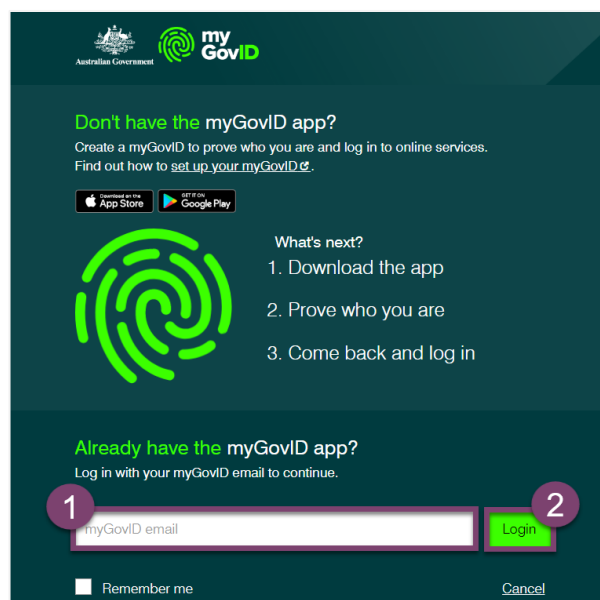 Australian Government
my
GovID
Don't have the myGovID app?
Create a myGovID to prove who you are and log in to online services.
Find out how to set up your myGovID.
Download on the
App Store
GET IT ON
Google Play
What's next?
1. Download the app
2. Prove who you are
3. Come back and log in
Already have the myGovID app?
Log in with your myGovID email to continue.
1
myGovID email
2
Login
Remember me
Cancel